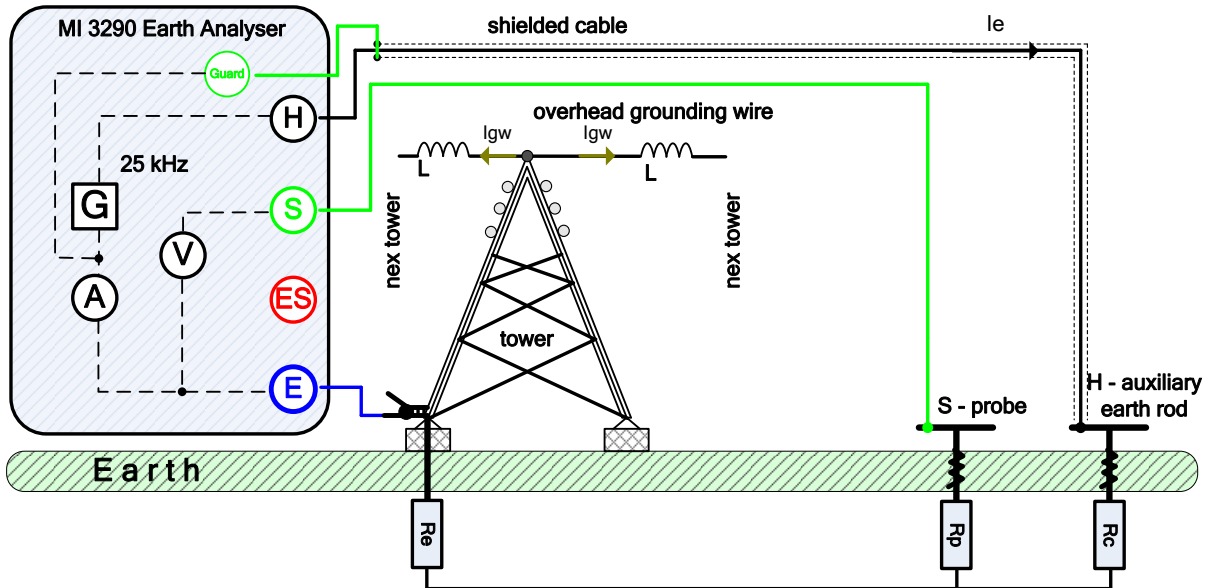 MI 3290 Earth Analyser
Guard
H
25 kHz
G
S
V
A
ES
E
shielded cable
Ie
overhead grounding wire
Igw
Igw
L
L
nex tower
nex tower
tower
S - probe
H - auxiliary
earth rod
Earth
Re
Rp
Rc